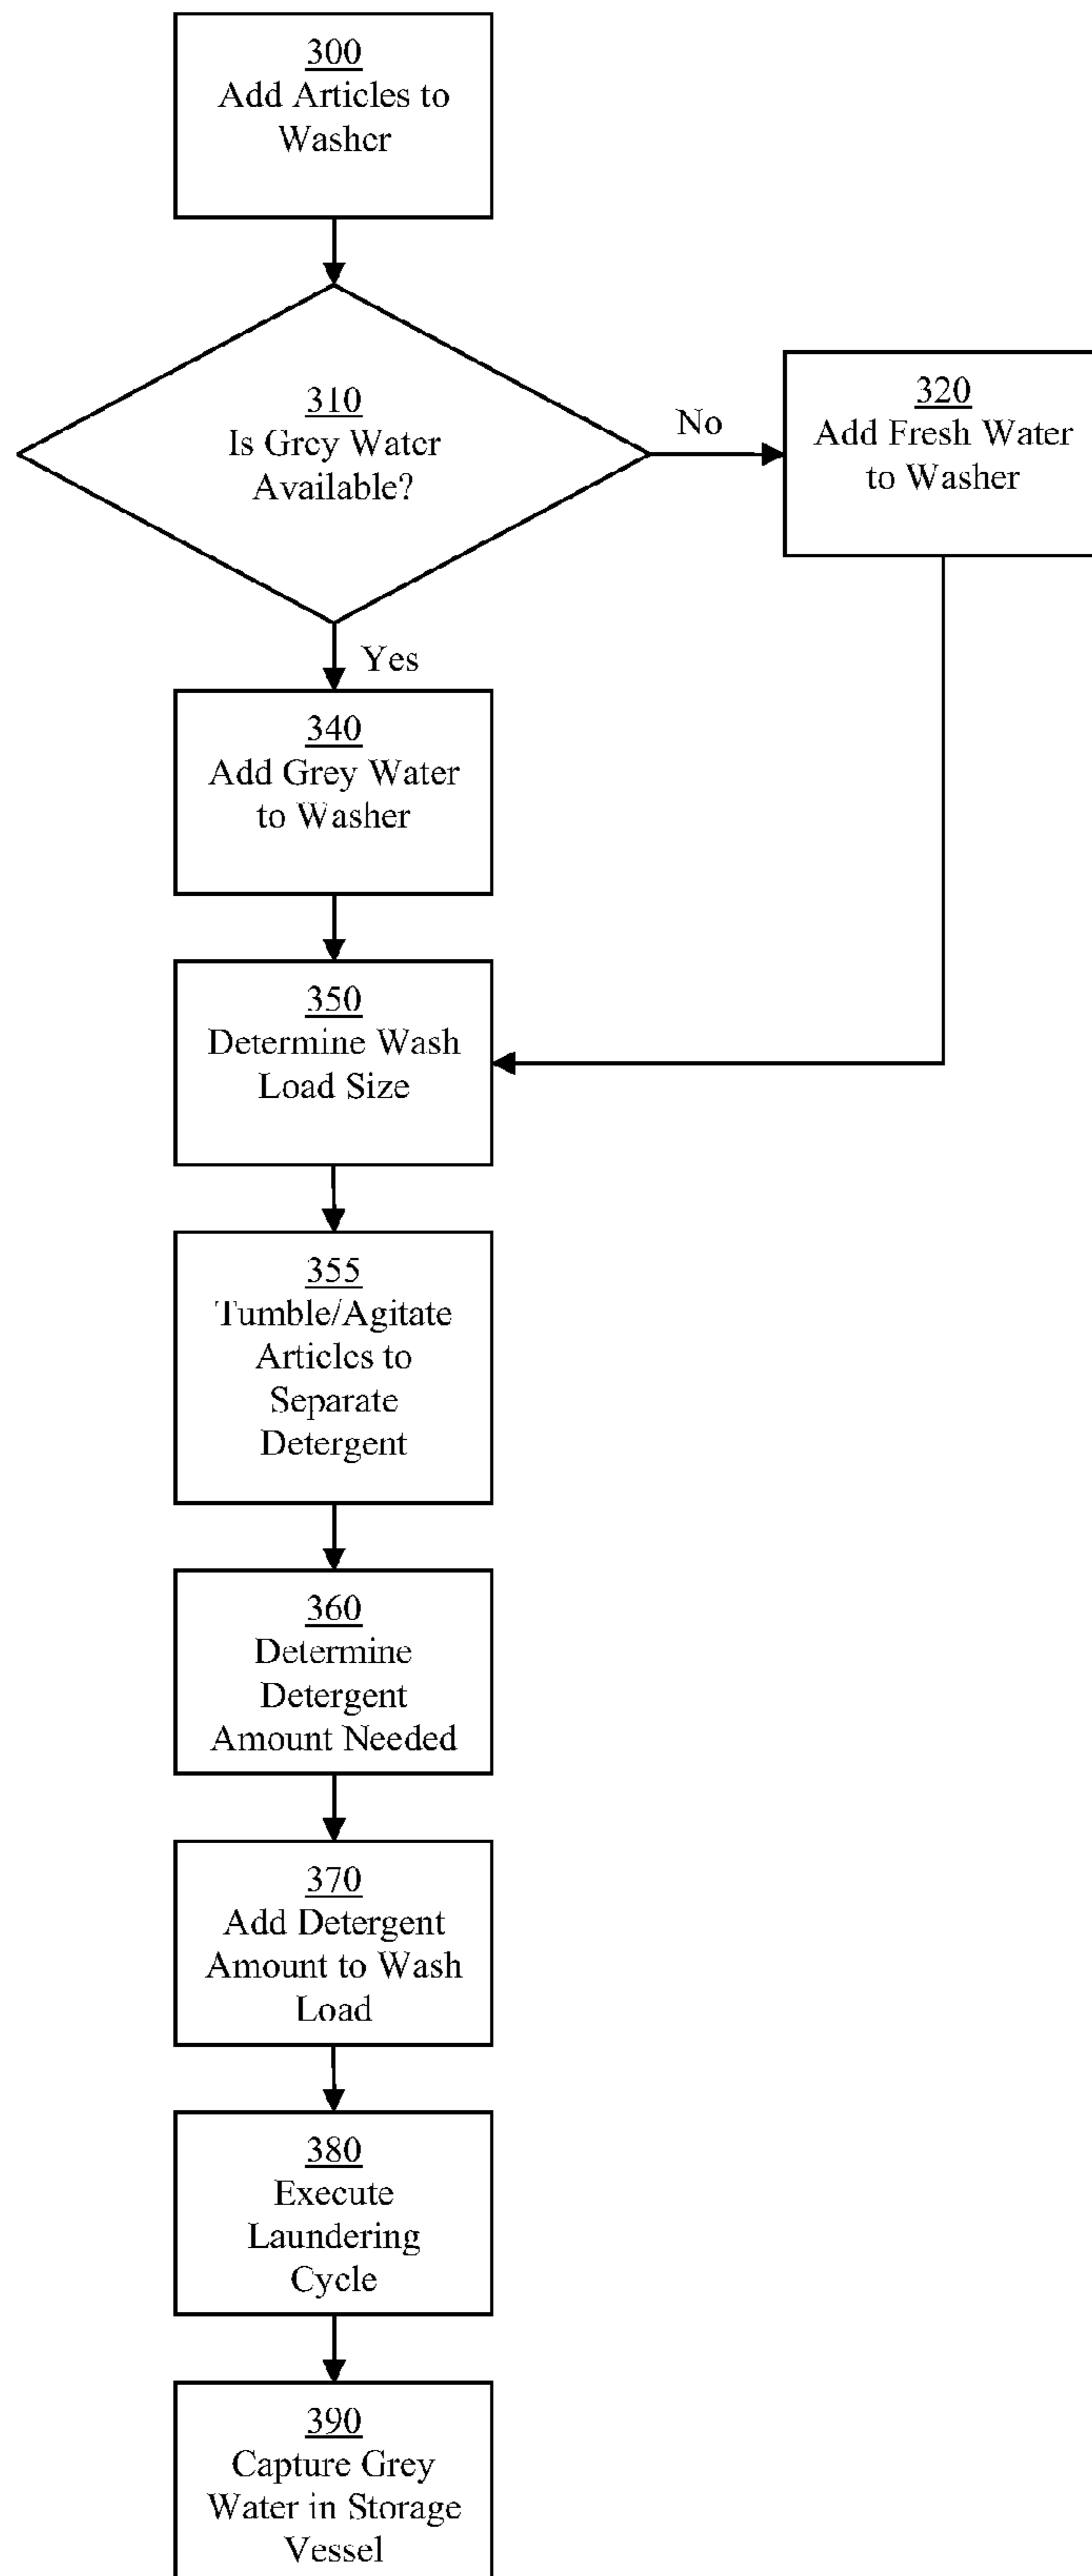 300
Add Articles to
Washer
310
Is Grey Water
Available?
No
320
Add Fresh Water
to Washer
Yes
340
Add Grey Water
to Washer
350
Determine Wash
Load Size
355
Tumble/Agitate
Articles to
Separate
Detergent
360
Determine
Detergent
Amount Needed
370
Add Detergent
Amount to Wash
Load
380
Execute
Laundering
Cycle
390
Capture Grey
Water in Storage
Vessel